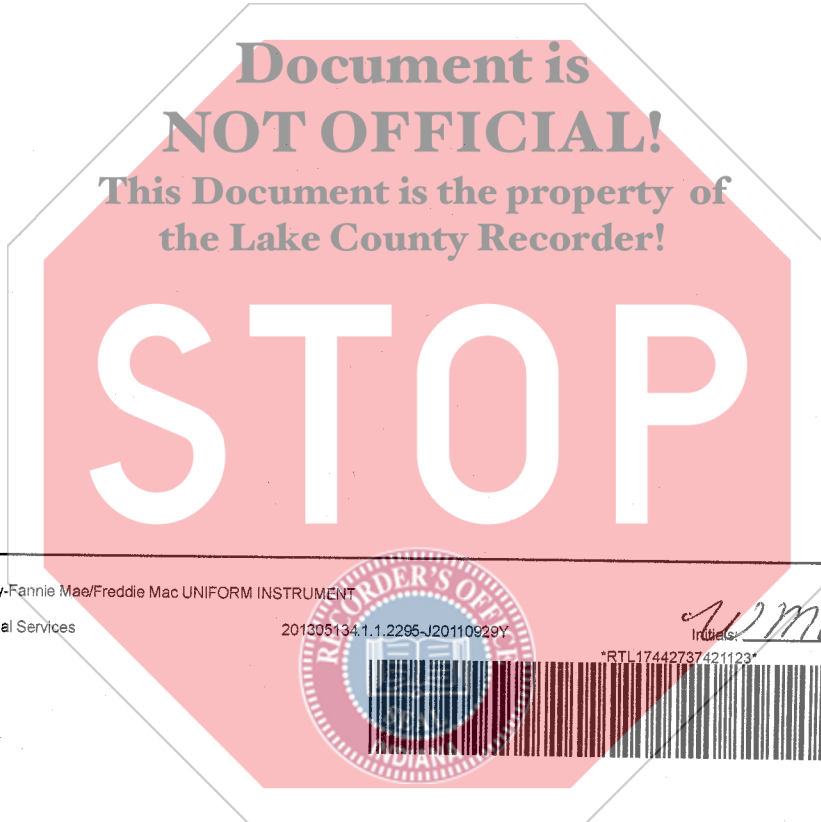 Document is
NOT OFFICIAL!
This Document is the property of
the Lake County Recorder!
STOP
y-Fannie Mae/Freddie Mac UNIFORM INSTRUMENT
al Services
201305134.1.1.2295-J20110929Y
Initials:
*RTL17442737421123*
RECORDER'S OFFICE
SEAL
INDIANA